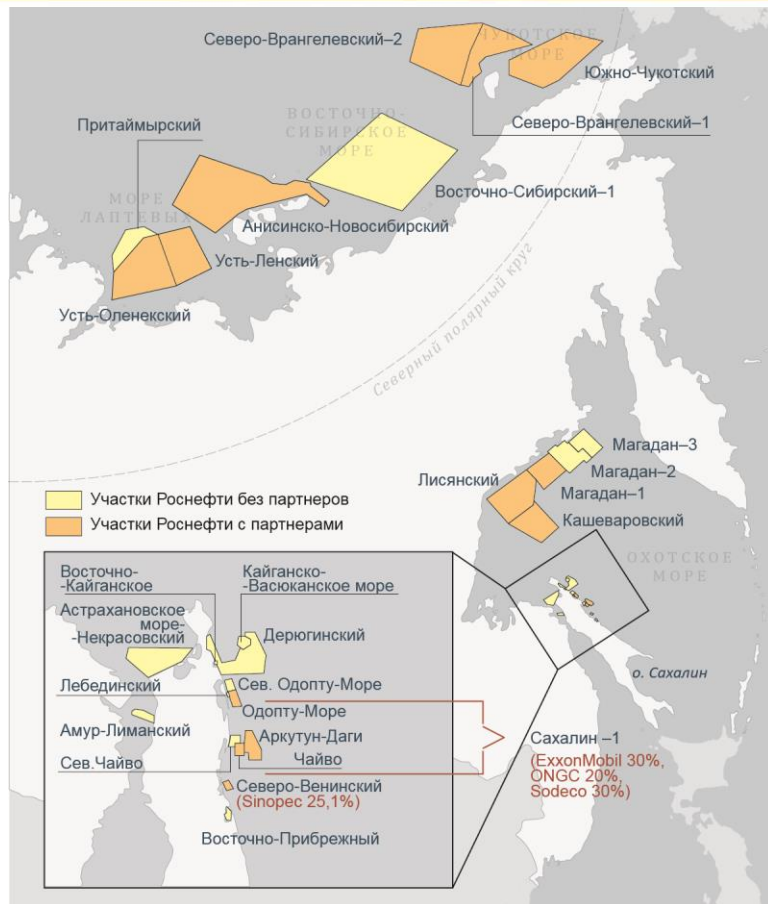 Северо-Врангелевский–2
ЧУКОТСКОЕ
МОРЕ
Южно-Чукотский
Притаймырский
ВОСТОЧНО-
СИБИРСКОЕ
МОРЕ
Северо-Врангелевский–1
МОРЕ
ЛАПТЕВЫХ
Восточно-Сибирский–1
Анисинско-Новосибирский
Усть-Ленский
Усть-Оленекский
Северный полярный круг
Магадан–3
Лисянский
Магадан–2
Магадан–1
Кашеваровский
Участки Роснефти без партнеров
Участки Роснефти с партнерами
ОХОТСКОЕ
МОРЕ
Восточно-
-Кайганское
Кайганско-
-Васюканское море
Астрахановское
море-
-Некрасовский
Дерюгинский
Лебединский
Сев. Одопту-Море
Одопту-Море
о. Сахалин
Амур-Лиманский
Аркутун-Даги
Сев.Чайво
Чайво
Сахалин –1
(ExxonMobil 30%,
ONGC 20%,
Sodeco 30%)
Северо-Венинский
(Sinopec 25,1%)
Восточно-Прибрежный